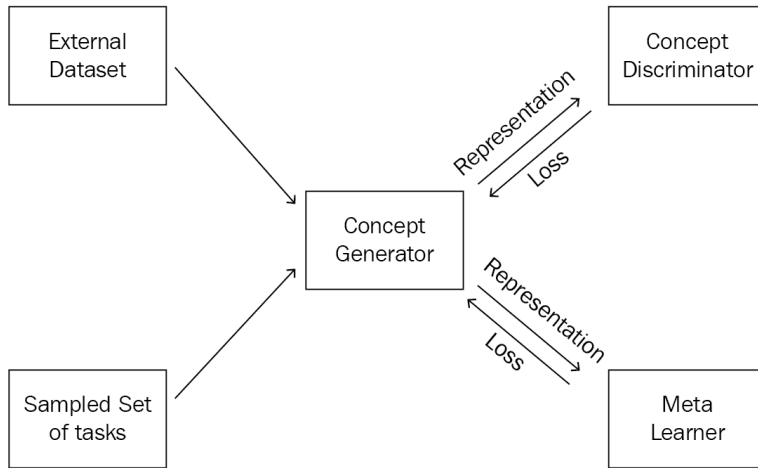 External
Dataset
Concept
Discriminator
Representation
Loss
Concept
Generator
Representation
Loss
Sampled Set
of tasks
Meta
Learner